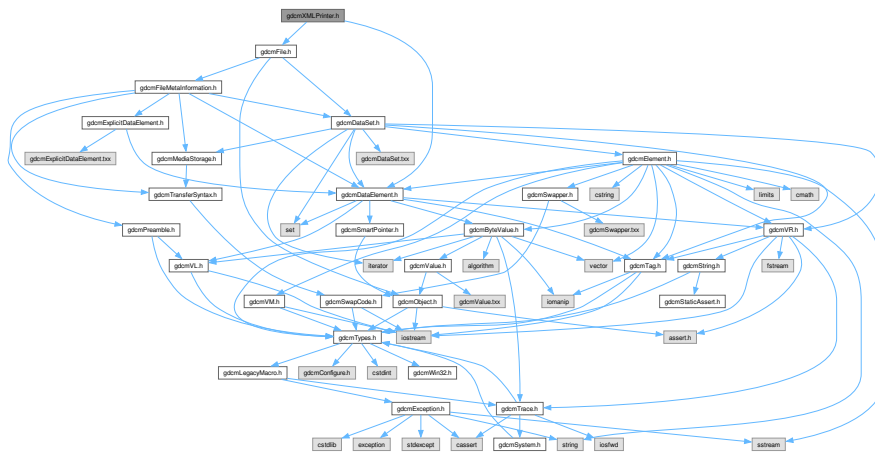 gdcmXMLPrinter.h
gdcmFile.h
gdcmFileMetaInformation.h
gdcmExplicitDataElement.h
gdcmDataSet.h
gdcmExplicitDataElement.txx
gdcmMediaStorage.h
gdcmDataSet.txx
gdcmElement.h
gdcmTransferSyntax.h
gdcmDataElement.h
gdcmSwapper.h
cstring
limits
cmath
gdcmPreamble.h
set
gdcmSmartPointer.h
gdcmByteValue.h
gdcmSwapper.txx
gdcmVR.h
gdcmVL.h
iterator
gdcmValue.h
algorithm
vector
gdcmTag.h
gdcmString.h
fstream
gdcmVM.h
gdcmSwapCode.h
gdcmObject.h
gdcmValue.txx
iomanip
gdcmStaticAssert.h
gdcmTypes.h
iostream
assert.h
gdcmLegacyMacro.h
gdcmConfigure.h
cstdint
gdcmWin32.h
gdcmException.h
gdcmTrace.h
cstdlib
exception
stdexcept
cassert
gdcmSystem.h
string
iosfwd
sstream